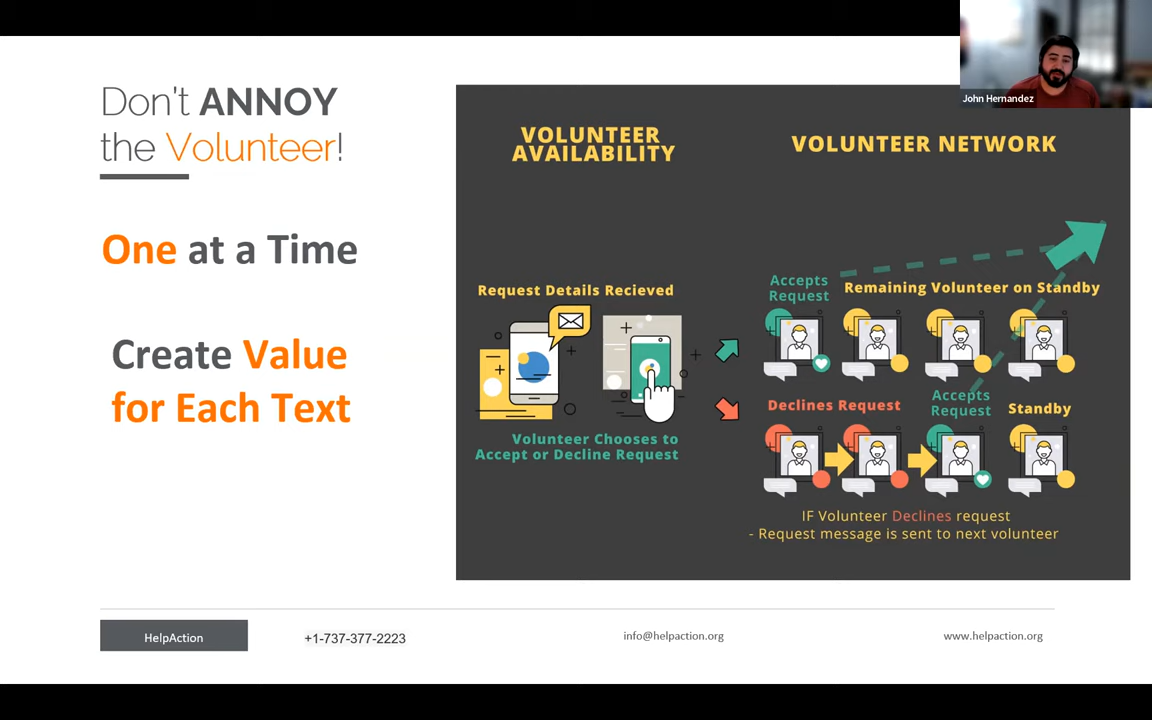 John Hernandez
Don't ANNOY
the Volunteer!
One at a Time
Create Value
for Each Text
VOLUNTEER
AVAILABILITY
Request Details Recieved
Volunteer Chooses to
Accept or Decline Request
VOLUNTEER NETWORK
Accepts
Request
Remaining Volunteer on Standby
Declines Request
Accepts
Request
Standby
IF Volunteer Declines request
- Request message is sent to next volunteer
HelpAction
+1-737-377-2223
info@helpaction.org
www.helpaction.org